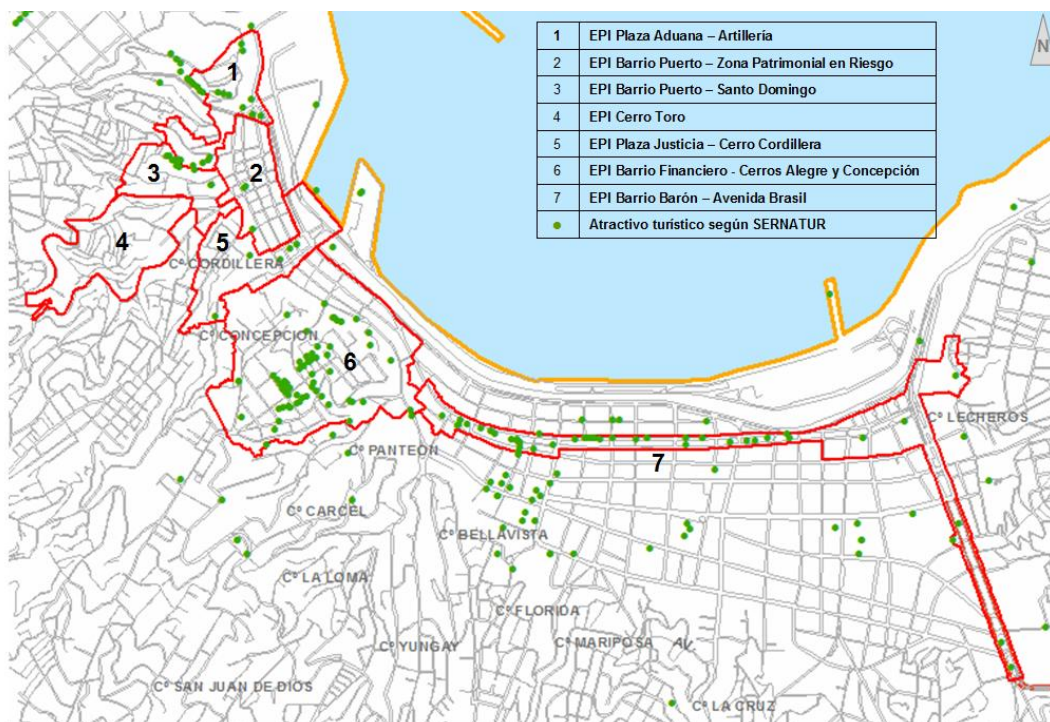 1 EPI Plaza Aduana – Artillería
2 EPI Barrio Puerto – Zona Patrimonial en Riesgo
3 EPI Barrio Puerto – Santo Domingo
4 EPI Cerro Toro
5 EPI Plaza Justicia – Cerro Cordillera
6 EPI Barrio Financiero - Cerros Alegre y Concepción
7 EPI Barrio Barón – Avenida Brasil
Atractivo turístico según SERNATUR
N
1
2
3
4
5
Cº CORDILLERA
Cº CONCEPCION
6
Cº LECHEROS
Cº PANTEON
7
Cº CARCEL
Cº BELLAVISTA
Cº LA LOMA
Cº FLORIDA
Cº YUNGAY
Cº MARIPOSA
AV.
Cº SAN JUAN DE DIOS
Cº LA CRUZ